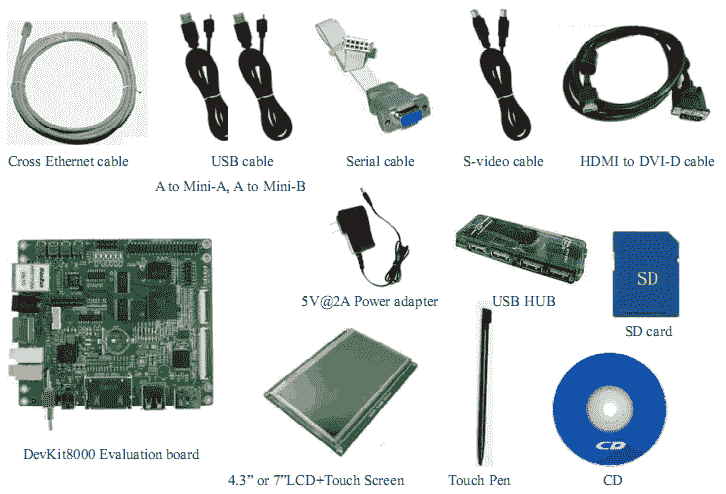 Cross Ethernet cable
USB cable
A to Mini-A, A to Mini-B
Serial cable
S-video cable
HDMI to DVI-D cable
5V@2A Power adapter
USB HUB
SD
SD card
DevKit8000 Evaluation board
4.3” or 7”LCD+Touch Screen
Touch Pen
CD
CD